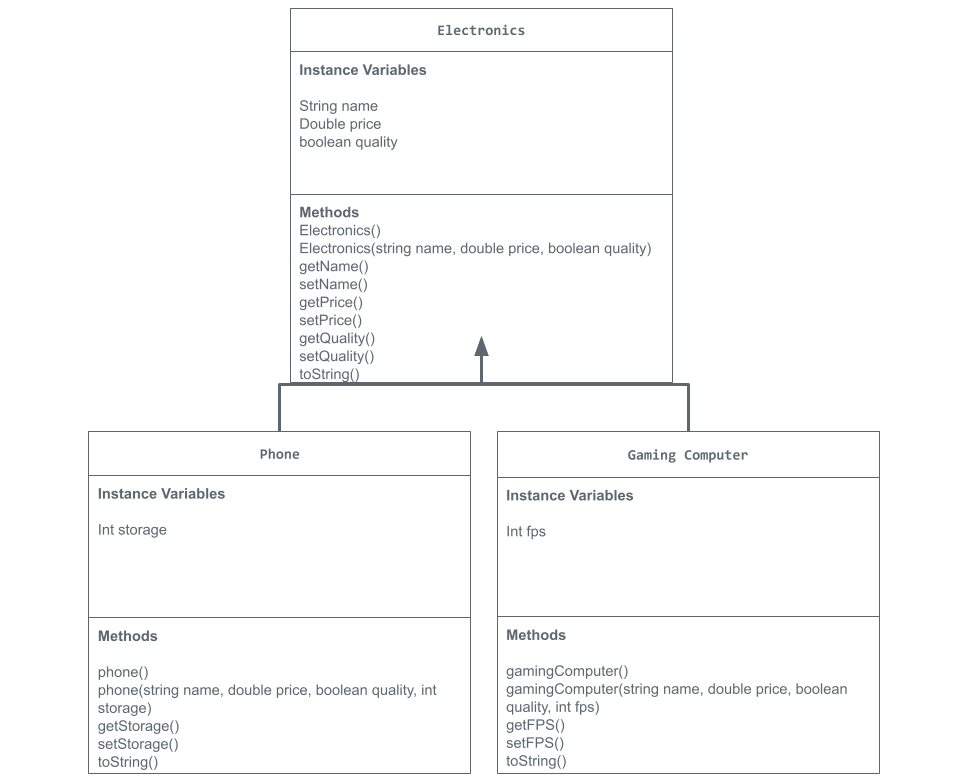 Electronics
Instance Variables
String name
Double price
boolean quality
Methods
Electronics()
Electronics(string name, double price, boolean quality)
getName()
setName()
getPrice()
setPrice()
getQuality()
setQuality()
toString()
Phone
Instance Variables
Int storage
Methods
phone()
phone(string name, double price, boolean quality, int
storage)
getStorage()
setStorage()
toString()
Gaming Computer
Instance Variables
Int fps
Methods
gamingComputer()
gamingComputer(string name, double price, boolean
quality, int fps)
getFPS()
setFPS()
toString()